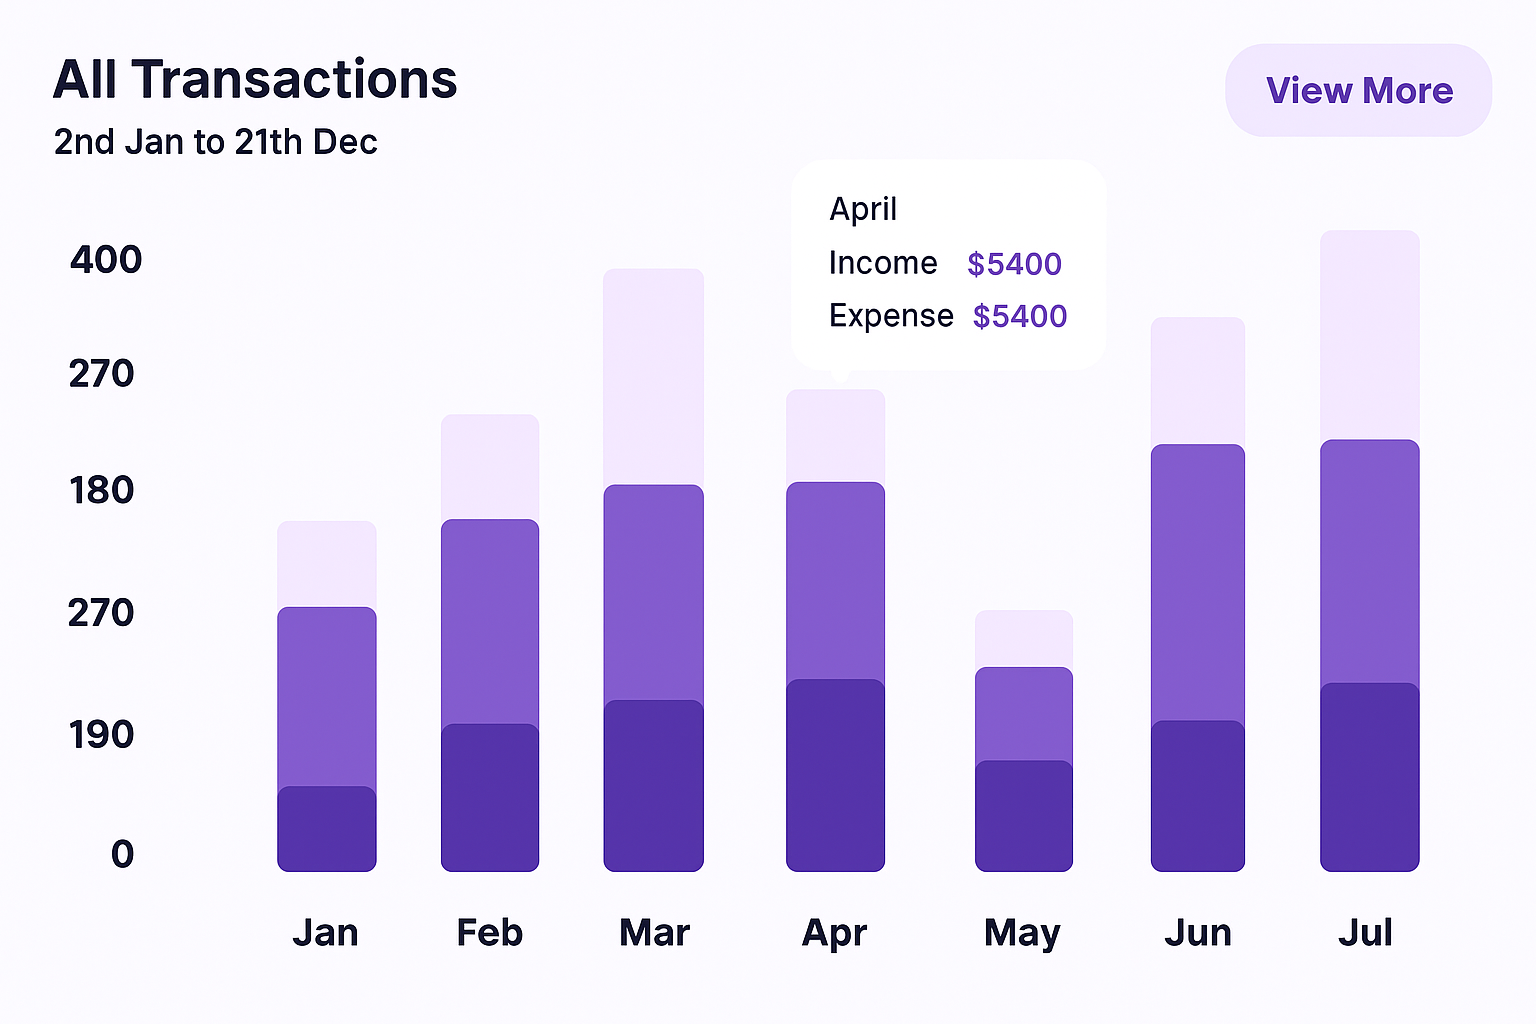 All Transactions
View More
2nd Jan to 21th Dec
April
Income $5400
Expense $5400
400
270
180
270
190
0
Jan Feb Mar Apr May Jun Jul